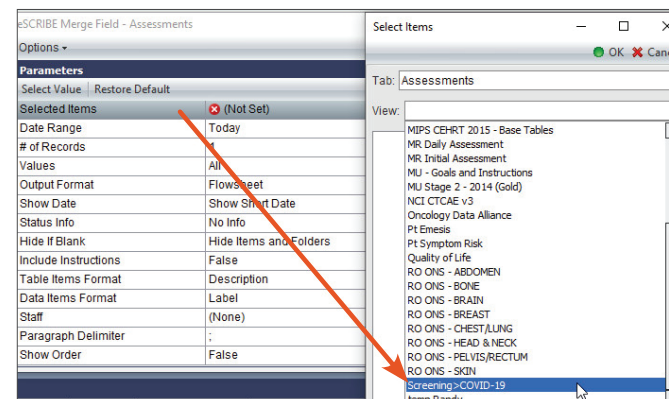 eSCRIBE Merge Field - Assessments
Options
Parameters
Select Value Restore Default
Selected Items (Not Set)
Date Range Today
# of Records 1
Values All
Output Format Flowsheet
Show Date Show Short Date
Status Info No Info
Hide If Blank Hide Items and Folders
Include Instructions False
Table Items Format Description
Data Items Format Label
Staff (None)
Paragraph Delimiter ;
Show Order False
Select Items
OK Canc
Tab: Assessments
View:
MIPS CEHRT 2015 - Base Tables
MR Daily Assessment
MR Initial Assessment
MU - Goals and Instructions
MU Stage 2 - 2014 (Gold)
NCI CTCAE v3
Oncology Data Alliance
Pt Emesis
Pt Symptom Risk
Quality of Life
RO ONS - ABDOMEN
RO ONS - BONE
RO ONS - BRAIN
RO ONS - BREAST
RO ONS - CHEST/LUNG
RO ONS - HEAD & NECK
RO ONS - PELVIS/RECTUM
RO ONS - SKIN
Screening>COVID-19
temp Randy